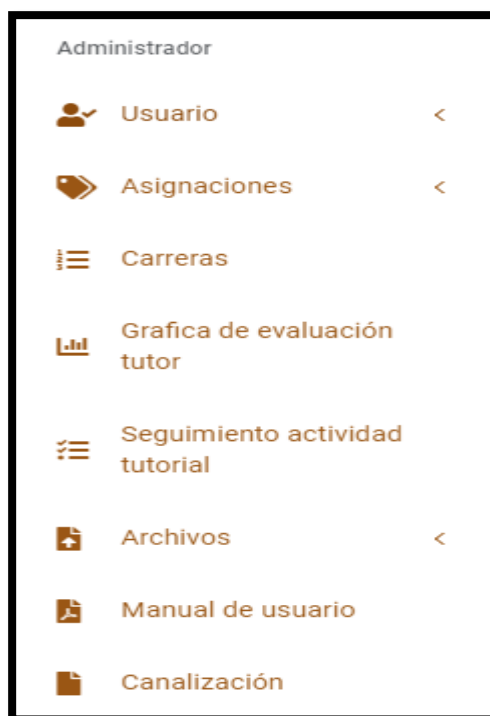 Administrador
Usuario
Asignaciones
Carreras
Grafica de evaluación
tutor
Seguimiento actividad
tutorial
Archivos
Manual de usuario
Canalización